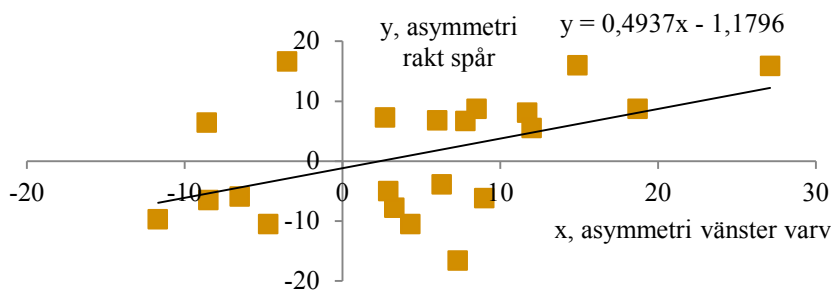 y, asymmetri
rakt spår
y = 0,4937x - 1,1796
20
10
0
-10
-20
-20
-10
0
10
20
30
x, asymmetri vänster varv